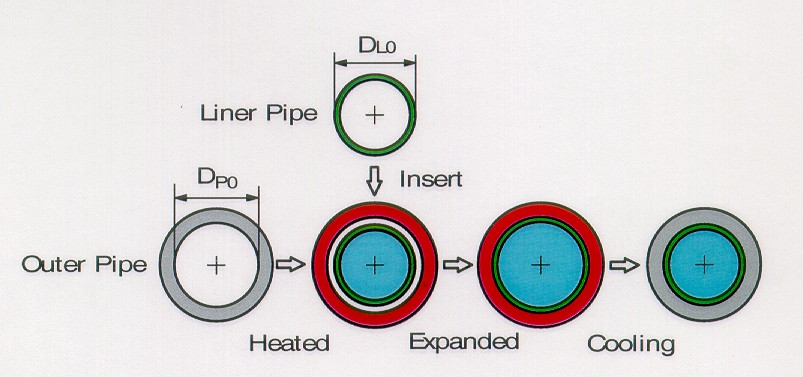 DL0
Liner Pipe
Insert
DP0
Outer Pipe
Heated
Expanded
Cooling